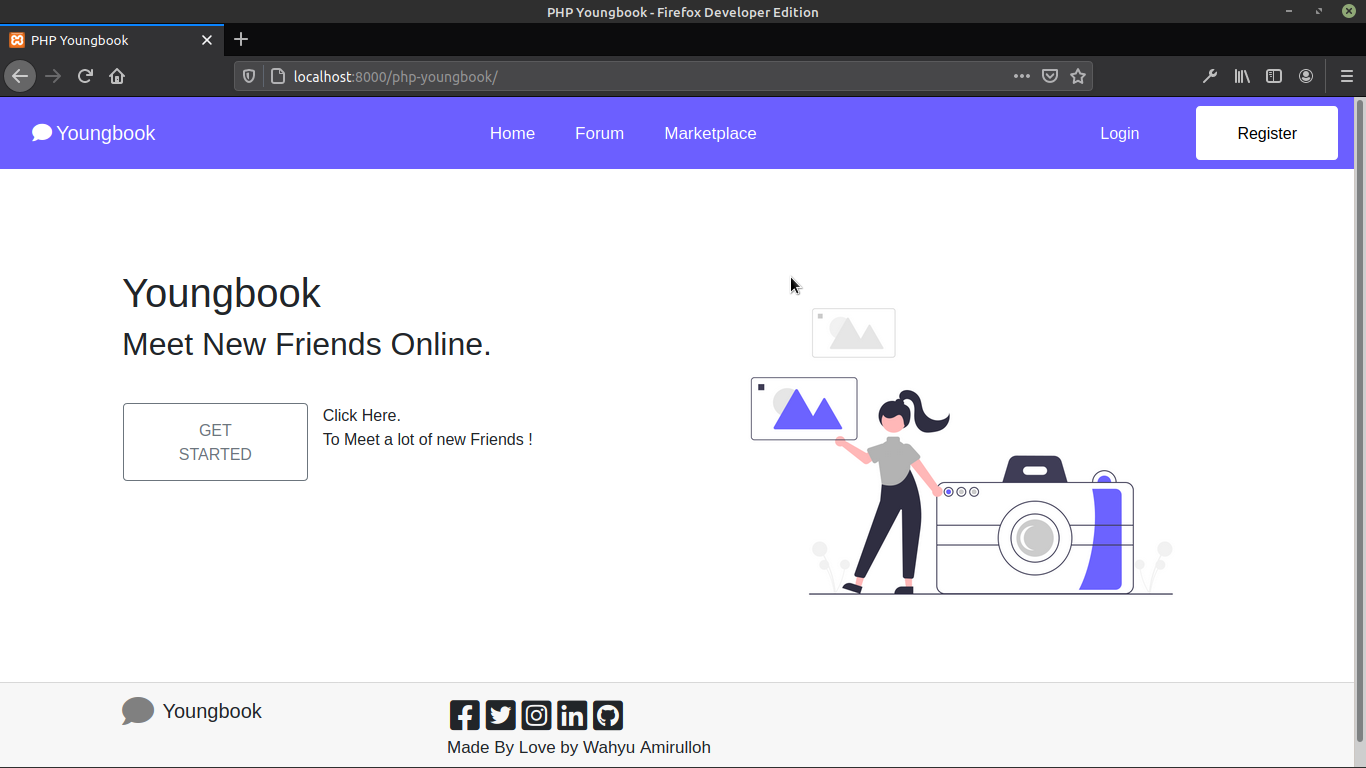 PHP Youngbook - Firefox Developer Edition
PHP Youngbook
localhost:8000/php-youngbook/
Youngbook
Home
Forum
Marketplace
Login
Register
Youngbook
Meet New Friends Online.
GET
STARTED
Click Here.
To Meet a lot of new Friends !
Youngbook
Made By Love by Wahyu Amirulloh